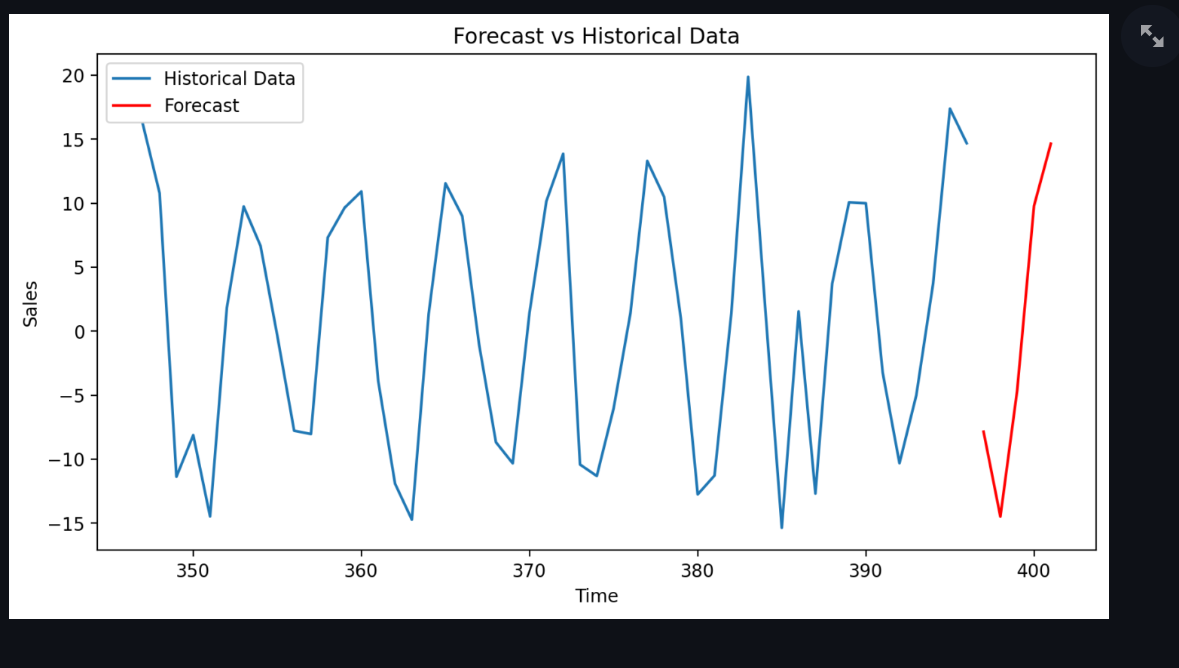 Forecast vs Historical Data
Historical Data
Forecast
20
15
10
5
0
−5
−10
−15
Sales
350 360 370 380 390 400
Time